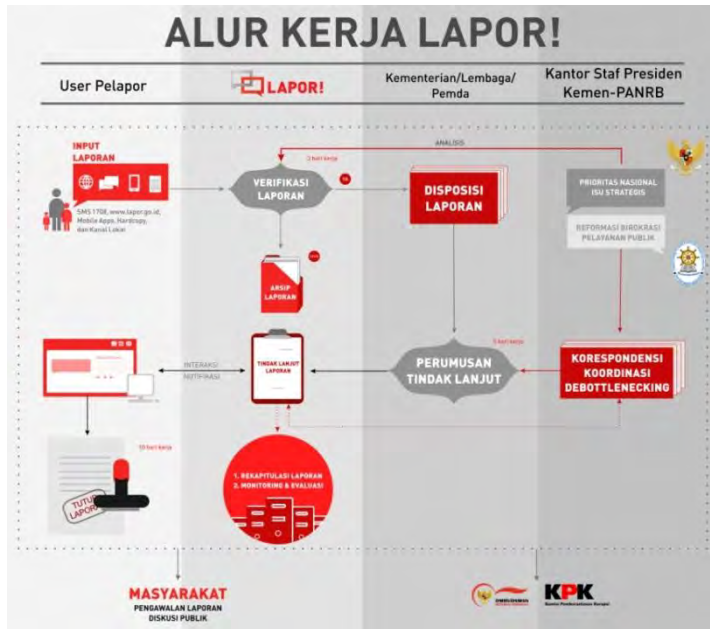 ALUR KERJA LAPOR!
User Pelapor
LAPOR!
Kementerian/Lembaga/
Pemda
Kantor Staf Presiden
Kemen-PANRB
INPUT
LAPORAN
SMS 1708, www.lapor.go.id,
Mobile Apps, Hardcopy,
dan Kanal Lokal
3 hari kerja
VERIFIKASI
LAPORAN
ANALISIS
DISPOSISI
LAPORAN
PRIORITAS NASIONAL
ISU STRATEGIS
REFORMASI BIROKRASI
PELAYANAN PUBLIK
ARSIP
LAPORAN
INTERAKSI
NOTIFIKASI
TINDAK LANJUT
LAPORAN
5 hari kerja
PERUMUSAN
TINDAK LANJUT
KORESPONDENSI
KOORDINASI
DEBOTTLENECKING
10 hari kerja
TUTUP
LAPORAN
1. REKAPITULASI LAPORAN
2. MONITORING & EVALUASI
MASYARAKAT
PENGAWALAN LAPORAN
DISKUSI PUBLIK
OMBUDSMAN
KPK
Komisi Pemberantasan Korupsi